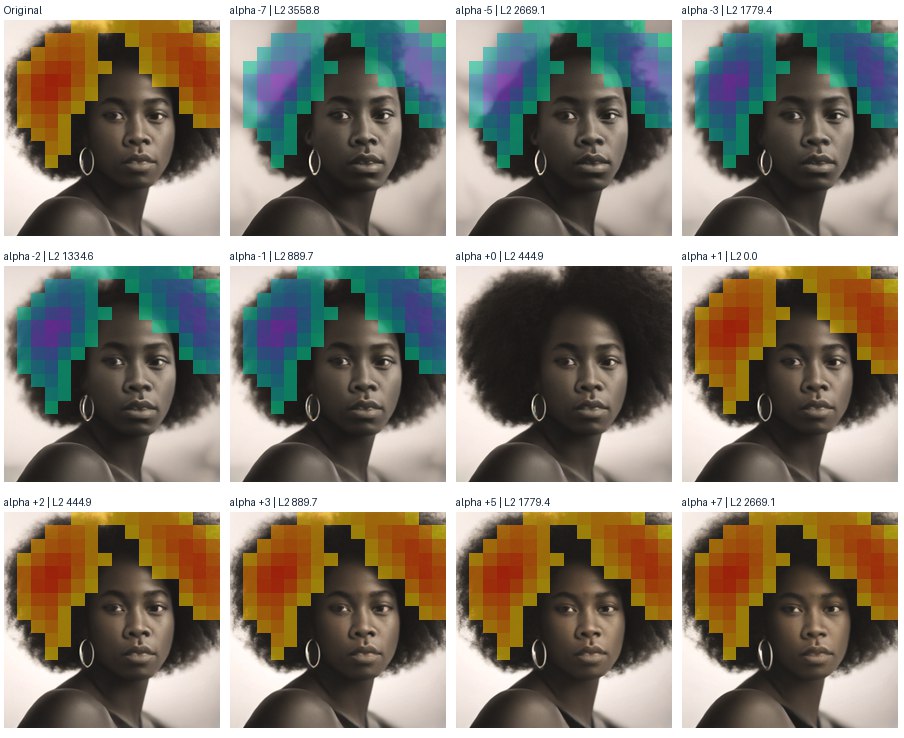 Original
alpha -7 | L2 3558.8
alpha -5 | L2 2669.1
alpha -3 | L2 1779.4
alpha -2 | L2 1334.6
alpha -1 | L2 889.7
alpha +0 | L2 444.9
alpha +1 | L2 0.0
alpha +2 | L2 444.9
alpha +3 | L2 889.7
alpha +5 | L2 1779.4
alpha +7 | L2 2669.1